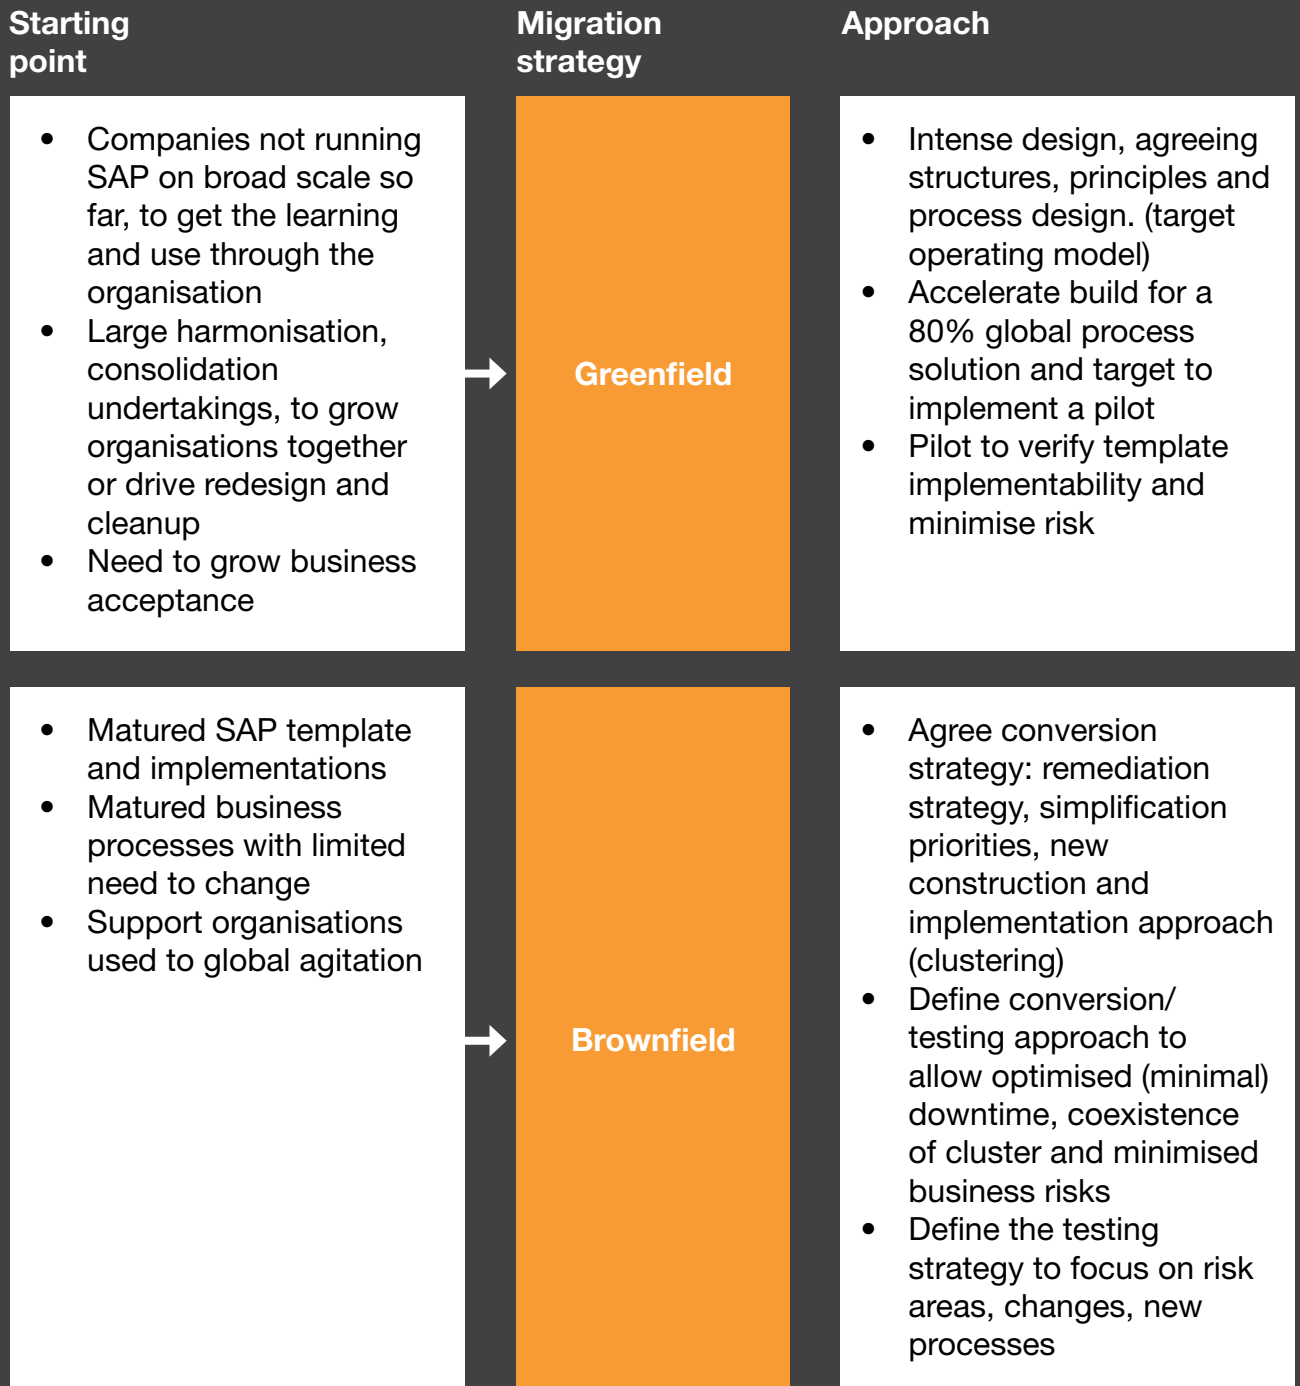 Starting
point
Migration
strategy
Approach
• Companies not running
SAP on broad scale so
far, to get the learning
and use through the
organisation
• Large harmonisation,
consolidation
undertakings, to grow
organisations together
or drive redesign and
cleanup
• Need to grow business
acceptance
Greenfield
• Intense design, agreeing
structures, principles and
process design. (target
operating model)
• Accelerate build for a
80% global process
solution and target to
implement a pilot
• Pilot to verify template
implementability and
minimise risk
• Matured SAP template
and implementations
• Matured business
processes with limited
need to change
• Support organisations
used to global agitation
Brownfield
• Agree conversion
strategy: remediation
strategy, simplification
priorities, new
construction and
implementation approach
(clustering)
• Define conversion/
testing approach to
allow optimised (minimal)
downtime, coexistence
of cluster and minimised
business risks
• Define the testing
strategy to focus on risk
areas, changes, new
processes